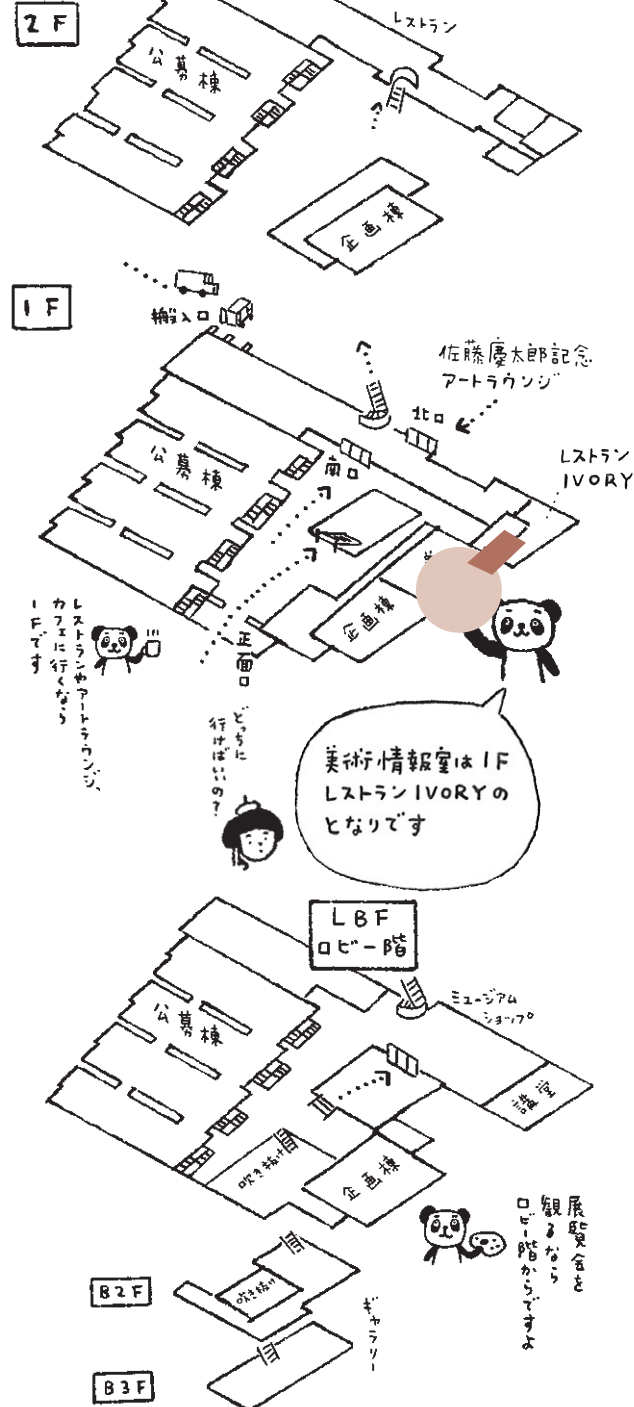 2F
レストラン
公募棟
企画棟
1F
搬入口
佐藤慶太郎記念
アートラウンジ
北口
レストラン
IVORY
公募棟
南口
企画棟
正面口
レストランやアートラウンジ、
カフェに行くなら
1Fです
どっちに
行けばいいの?
美術情報室は1F
レストランIVORYの
となりです
LBF
ロビー階
ミュージアム
ショップ
公募棟
講堂
吹き抜け
企画棟
展覧会を
観るなら
ロビー階からですよ
B2F
吹き抜け
ギャラリー
B3F